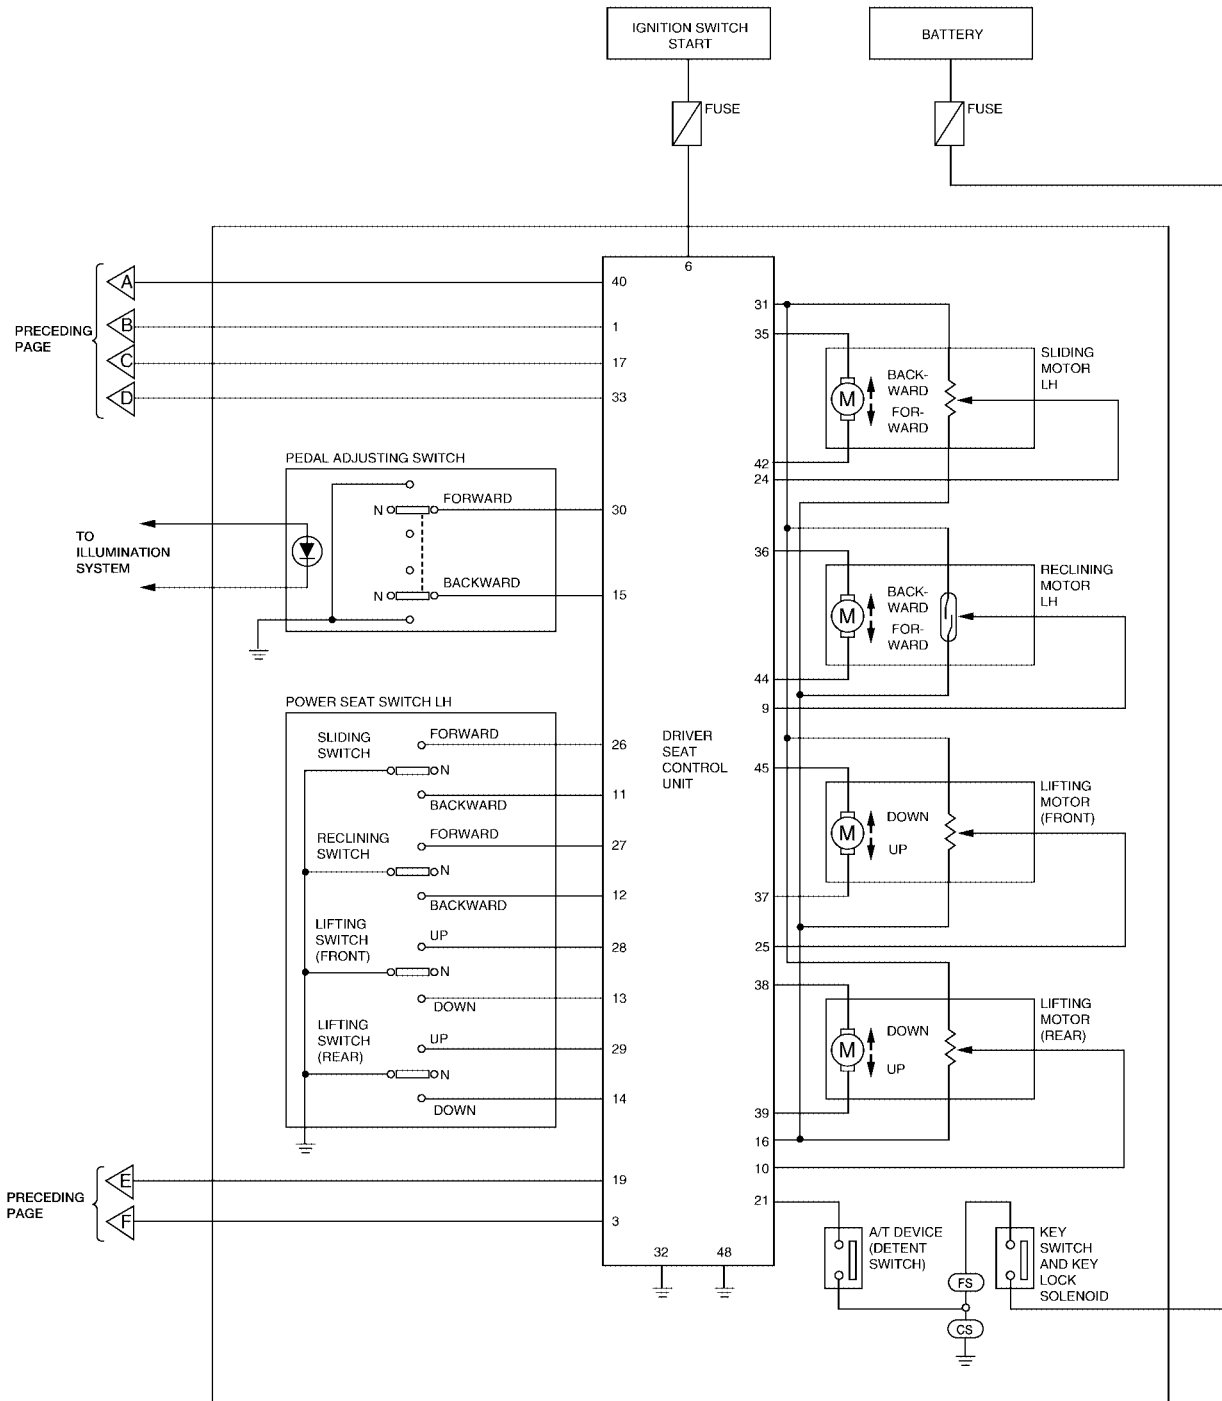 IGNITION SWITCH
START
BATTERY
FUSE
FUSE
6
PRECEDING
PAGE
A
40
B
1
C
17
D
33
31
35
BACK-
WARD
FOR-
WARD
M
SLIDING
MOTOR
LH
42
24
PEDAL ADJUSTING SWITCH
FORWARD
N
30
TO
ILLUMINATION
SYSTEM
BACKWARD
N
15
36
BACK-
WARD
FOR-
WARD
M
RECLINING
MOTOR
LH
44
9
POWER SEAT SWITCH LH
SLIDING
SWITCH
FORWARD
26
N
BACKWARD
11
RECLINING
SWITCH
FORWARD
27
N
BACKWARD
12
LIFTING
SWITCH
(FRONT)
UP
28
N
DOWN
13
LIFTING
SWITCH
(REAR)
UP
29
N
DOWN
14
DRIVER
SEAT
CONTROL
UNIT
45
M
DOWN
UP
LIFTING
MOTOR
(FRONT)
37
25
38
M
DOWN
UP
LIFTING
MOTOR
(REAR)
39
16
10
PRECEDING
PAGE
E
19
F
3
21
32
48
A/T DEVICE
(DETENT
SWITCH)
FS
CS
KEY
SWITCH
AND KEY
LOCK
SOLENOID